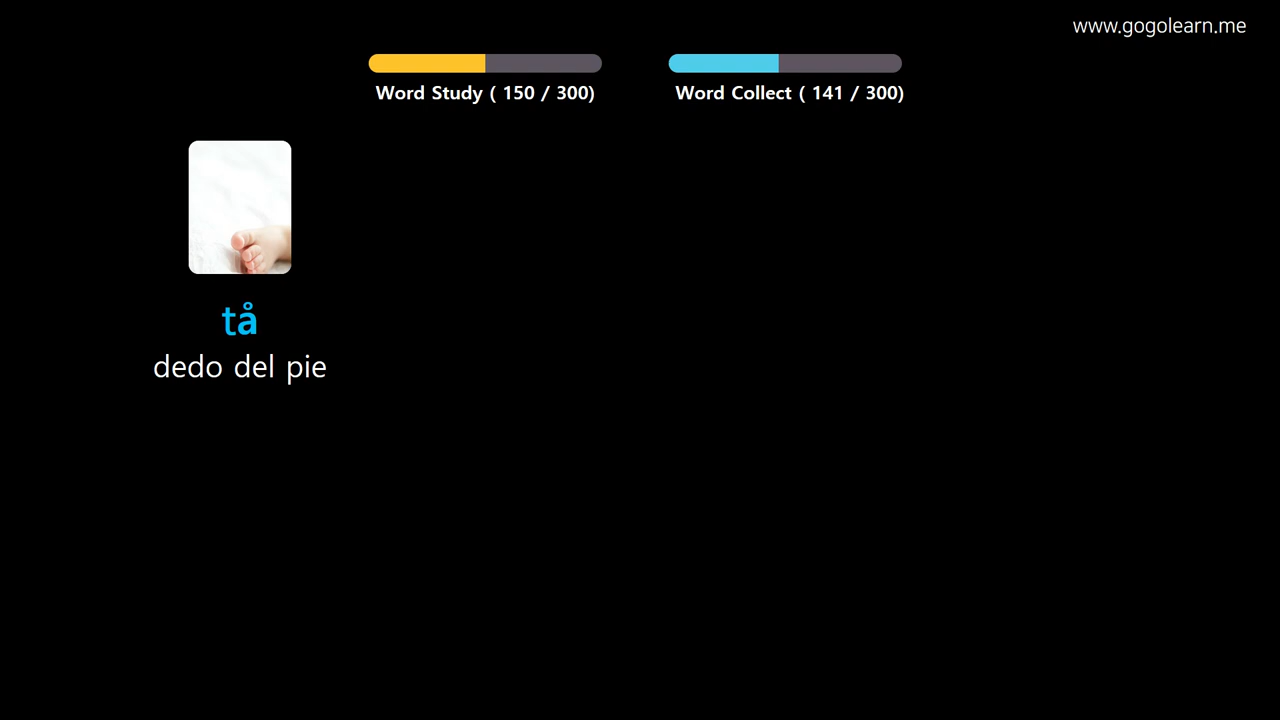 www.gogolearn.me
Word Study ( 150 / 300)
Word Collect ( 141 / 300)
tå
dedo del pie